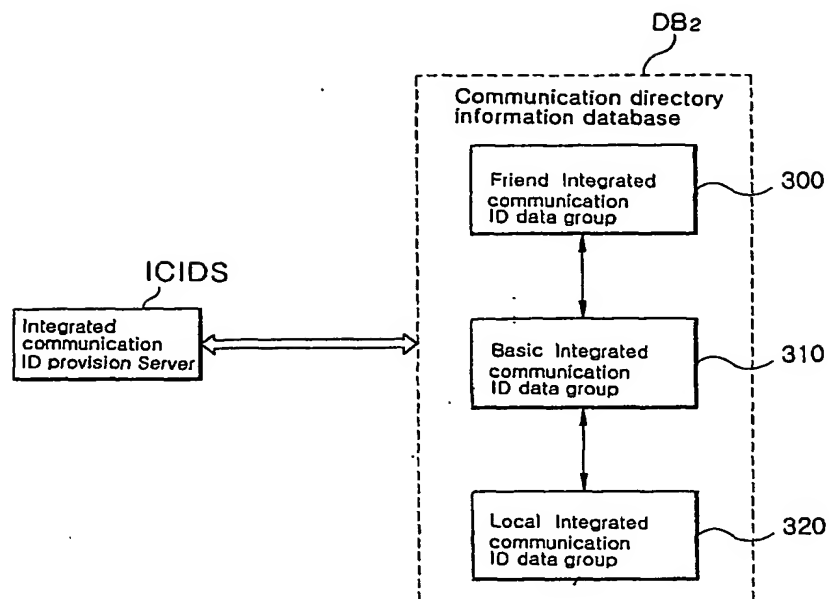 DB2
Communication directory
information database
Friend Integrated
communication
ID data group
300
ICIDS
Integrated
communication
ID provision Server
Basic Integrated
communication
ID data group
310
Local Integrated
communication
ID data group
320